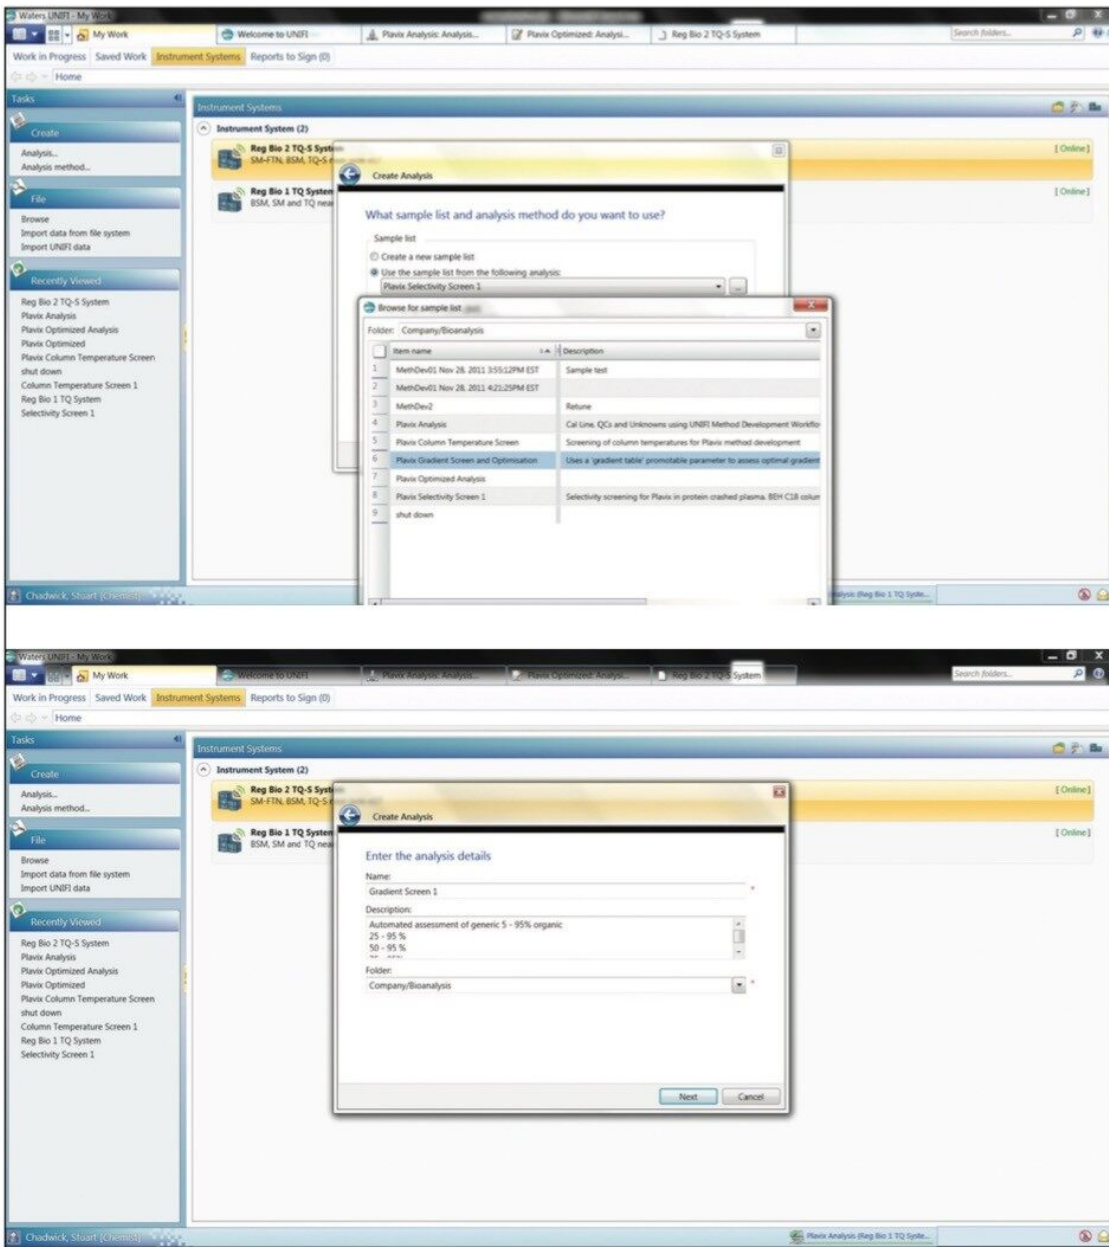 Waters UNIFI - My Work
My Work
Welcome to UNIFI
Plavix Analysis: Analysis...
Plavix Optimized: Analysi...
Reg Bio 2 TQ-S System
Search folders...
Work in Progress Saved Work Instrument Systems Reports to Sign (0)
Home
Tasks
Create
Analysis...
Analysis method...
File
Browse
Import data from file system
Import UNIFI data
Recently Viewed
Reg Bio 2 TQ-S System
Plavix Analysis
Plavix Optimized Analysis
Plavix Optimized
Plavix Column Temperature Screen
shut down
Column Temperature Screen 1
Reg Bio 1 TQ System
Selectivity Screen 1
Instrument Systems
Instrument System (2)
Reg Bio 2 TQ-S System
SM-FTN, BSM, TQ-S
[ Online ]
Reg Bio 1 TQ System
BSM, SM and TQ nea
[ Online ]
Create Analysis
What sample list and analysis method do you want to use?
Sample list
Create a new sample list
Use the sample list from the following analysis:
Plavix Selectivity Screen 1
...
Browse for sample list
Folder: Company/Bioanalysis
Item name 1 Description
1 MethDev01 Nov 28, 2011 3:55:12PM EST Sample test
2 MethDev01 Nov 28, 2011 4:21:25PM EST
3 MethDev2 Retune
4 Plavix Analysis Cal Line, QCs and Unknowns using UNIFI Method Development Workflo
5 Plavix Column Temperature Screen Screening of column temperatures for Plavix method development
6 Plavix Gradient Screen and Optimisation Uses a 'gradient table' promotable parameter to assess optimal gradient
7 Plavix Optimized Analysis
8 Plavix Selectivity Screen 1 Selectivity screening for Plavix in protein crashed plasma. BEH C18 colum
9 shut down
Chadwick, Stuart (Chemist)
nalysis (Reg Bio 1 TQ Syste...
Waters UNIFI - My Work
My Work
Welcome to UNIFI
Plavix Analysis: Analysis...
Plavix Optimized: Analysi...
Reg Bio 2 TQ-S System
Search folders...
Work in Progress Saved Work Instrument Systems Reports to Sign (0)
Home
Tasks
Create
Analysis...
Analysis method...
File
Browse
Import data from file system
Import UNIFI data
Recently Viewed
Reg Bio 2 TQ-S System
Plavix Analysis
Plavix Optimized Analysis
Plavix Optimized
Plavix Column Temperature Screen
shut down
Column Temperature Screen 1
Reg Bio 1 TQ System
Selectivity Screen 1
Instrument Systems
Instrument System (2)
Reg Bio 2 TQ-S System
SM-FTN, BSM, TQ-S
[ Online ]
Reg Bio 1 TQ System
BSM, SM and TQ nea
[ Online ]
Create Analysis
Enter the analysis details
Name:
Gradient Screen 1 *
Description:
Automated assessment of generic 5 - 95% organic
25 - 95 %
50 - 95 %
Folder:
Company/Bioanalysis *
Next Cancel
Chadwick, Stuart (Chemist)
Plavix Analysis (Reg Bio 1 TQ Syste...